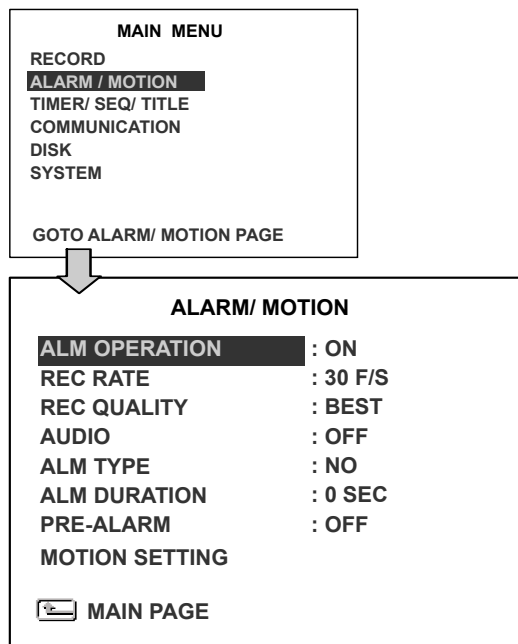 MAIN MENU
RECORD
ALARM / MOTION
TIMER/ SEQ/ TITLE
COMMUNICATION
DISK
SYSTEM
GOTO ALARM/ MOTION PAGE
ALARM/ MOTION
ALM OPERATION : ON
REC RATE : 30 F/S
REC QUALITY : BEST
AUDIO : OFF
ALM TYPE : NO
ALM DURATION : 0 SEC
PRE-ALARM : OFF
MOTION SETTING
MAIN PAGE